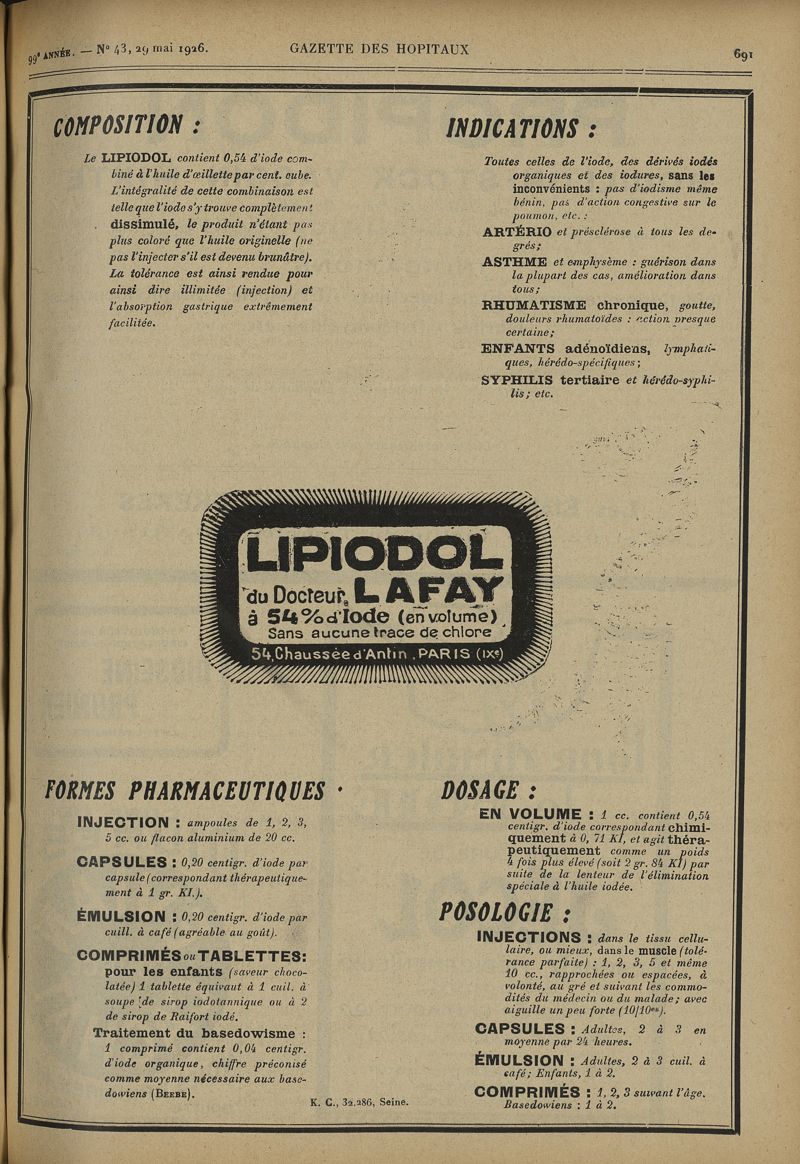 99e ANNÉE. — No 43, 29 mai 1926.
GAZETTE DES HOPITAUX
691
COMPOSITION :
Le LIPIODOL contient 0,54 d'iode com-
biné à l'huile d'œillette par cent. cube.
L'intégralité de cette combinaison est
telle que l'iode s'y trouve complètement
dissimulé, le produit n'étant pas
plus coloré que l'huile originelle (ne
pas l'injecter s'il est devenu brunâtre).
La tolérance est ainsi rendue pour
ainsi dire illimitée (injection) et
l'absorption gastrique extrêmement
facilitée.
INDICATIONS :
Toutes celles de l'iode, des dérivés iodés
organiques et des iodures, sans les
inconvénients : pas d'iodisme même
bénin, pas d'action congestive sur le
poumon, etc. :
ARTÉRIO et présclérose à tous les de-
grés;
ASTHME et emphysème : guérison dans
la plupart des cas, amélioration dans
tous;
RHUMATISME chronique, goutte,
douleurs rhumatoïdes : action presque
certaine;
ENFANTS adénoïdiens, lymphati-
ques, hérédo-spécifiques;
SYPHILIS tertiaire et hérédo-syphi-
lis; etc.
LIPIODOL
du Docteur LAFAY
à 54% d'Iode (en volume)
Sans aucune trace de chlore
54, Chaussée d'Antin, PARIS (IXe)
FORMES PHARMACEUTIQUES ·
INJECTION : ampoules de 1, 2, 3,
5 cc. ou flacon aluminium de 20 cc.
CAPSULES : 0,20 centigr. d'iode par
capsule (correspondant thérapeutique-
ment à 1 gr. KI.).
ÉMULSION : 0,20 centigr. d'iode par
cuill. à café (agréable au goût).
COMPRIMÉS ou TABLETTES:
pour les enfants (saveur choco-
latée) 1 tablette équivaut à 1 cuil. à
soupe de sirop iodotannique ou à 2
de sirop de Raifort iodé.
Traitement du basedowisme :
1 comprimé contient 0,04 centigr.
d'iode organique, chiffre préconisé
comme moyenne nécessaire aux base-
dowiens (BEEBE).
K. C., 32.286, Seine.
DOSAGE :
EN VOLUME : 1 cc. contient 0,54
centigr. d'iode correspondant chimi-
quement à 0, 71 KI, et agit théra-
peutiquement comme un poids
4 fois plus élevé (soit 2 gr. 84 KI) par
suite de la lenteur de l'élimination
spéciale à l'huile iodée.
POSOLOGIE :
INJECTIONS : dans le tissu cellu-
laire, ou mieux, dans le muscle (tolé-
rance parfaite) : 1, 2, 3, 5 et même
10 cc., rapprochées ou espacées, à
volonté, au gré et suivant les commo-
dités du médecin ou du malade; avec
aiguille un peu forte (10/10es).
CAPSULES : Adultes, 2 à 3 en
moyenne par 24 heures.
ÉMULSION : Adultes, 2 à 3 cuil. à
café; Enfants, 1 à 2.
COMPRIMÉS : 1, 2, 3 suivant l'âge.
Basedowiens : 1 à 2.